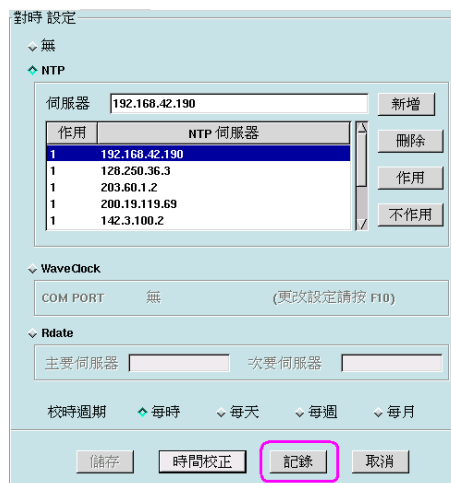 對時 設定
無
NTP
伺服器 192.168.42.190 新增
作用 NTP 伺服器 刪除
1 192.168.42.190
1 128.250.36.3 作用
1 203.60.1.2
1 200.19.119.69 不作用
1 142.3.100.2
WaveClock
COM PORT 無 (更改設定請按 F10)
Rdate
主要伺服器 次要伺服器
校時週期 每時 每天 每週 每月
儲存 時間校正 記錄 取消